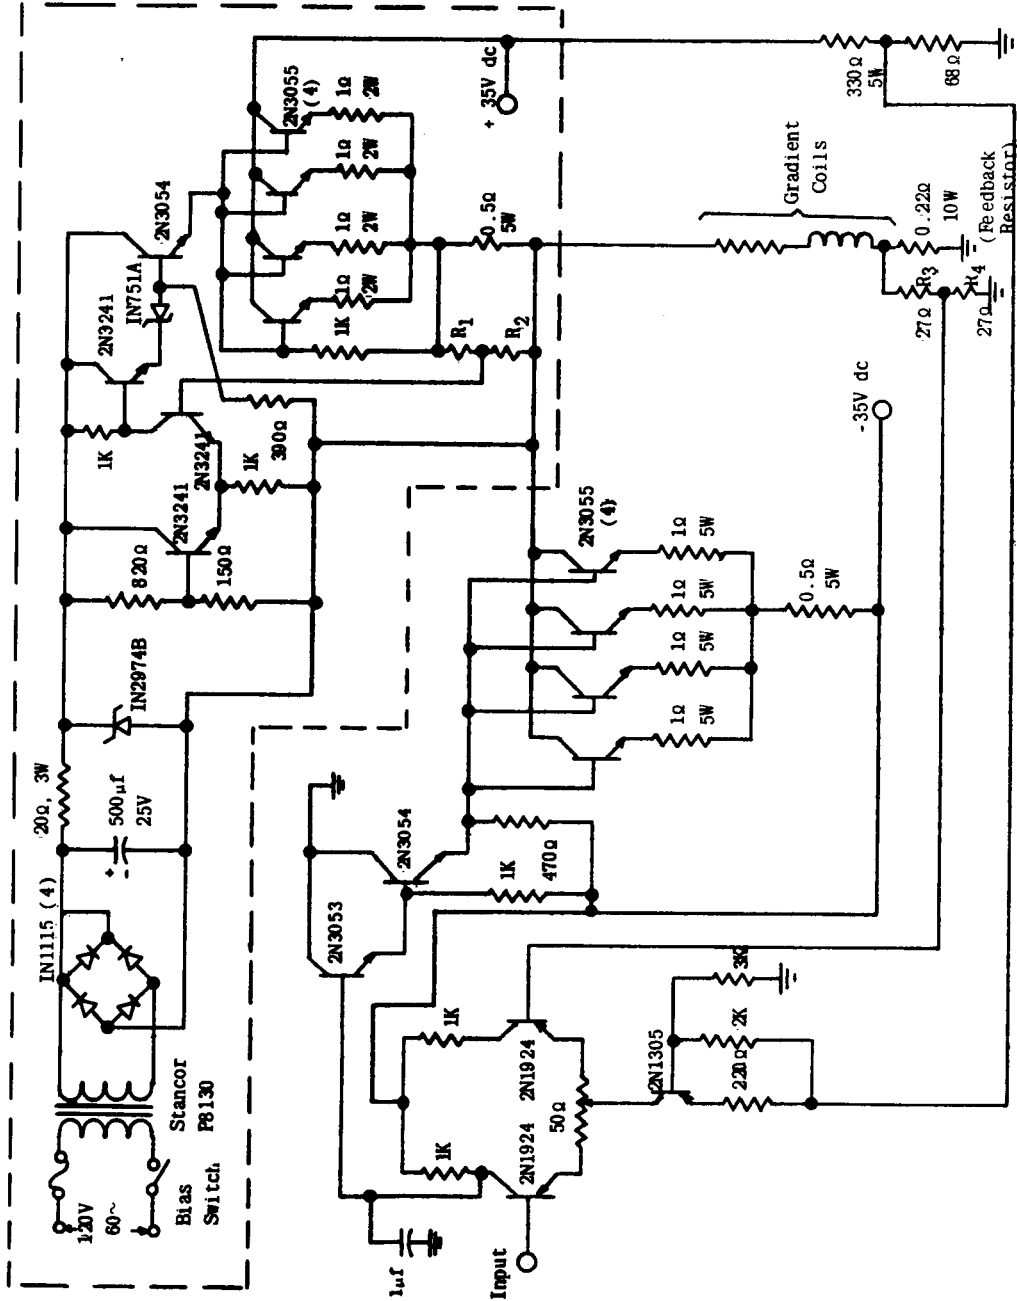 2N3055
(4)
1Ω
2W
1Ω
2W
1Ω
2W
1Ω
2W
+ 35V dc
330Ω
5W
68Ω
2N3054
IN751A
2N3241
1K
R1
R2
0.5Ω
5W
Gradient
Coils
0.22Ω
10W
(Feedback
Resistor)
R3
27Ω
R4
27Ω
1K
2N3241
390Ω
1K
2N3241
-35V dc
820Ω
150Ω
2N3055
(4)
1Ω
5W
1Ω
5W
1Ω
5W
1Ω
5W
0.5Ω
5W
IN2974B
20Ω, 3W
500μf
25V
+
-
2N3054
470Ω
1K
IN1115 (4)
2N3053
3KΩ
2K
220Ω
2N1305
1K
2N1924
50Ω
1K
2N1924
Stancor
P8130
120V
60~
Bias
Switch
1μf
Input